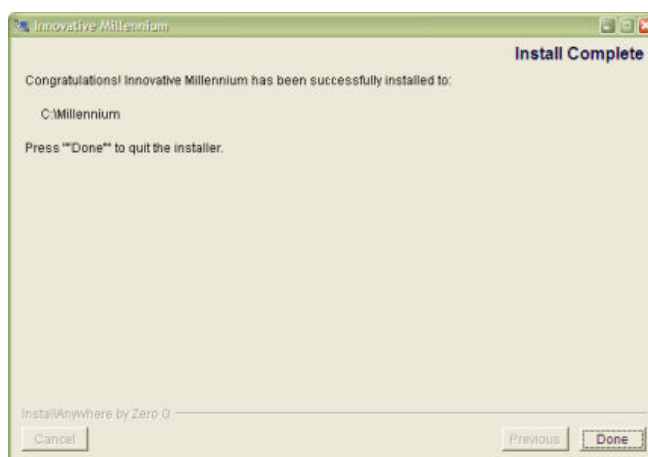 Innovative Millennium
Install Complete
Congratulations! Innovative Millennium has been successfully installed to:
C:\Millennium
Press ""Done"" to quit the installer.
InstallAnywhere by Zero G
Cancel
Previous
Done